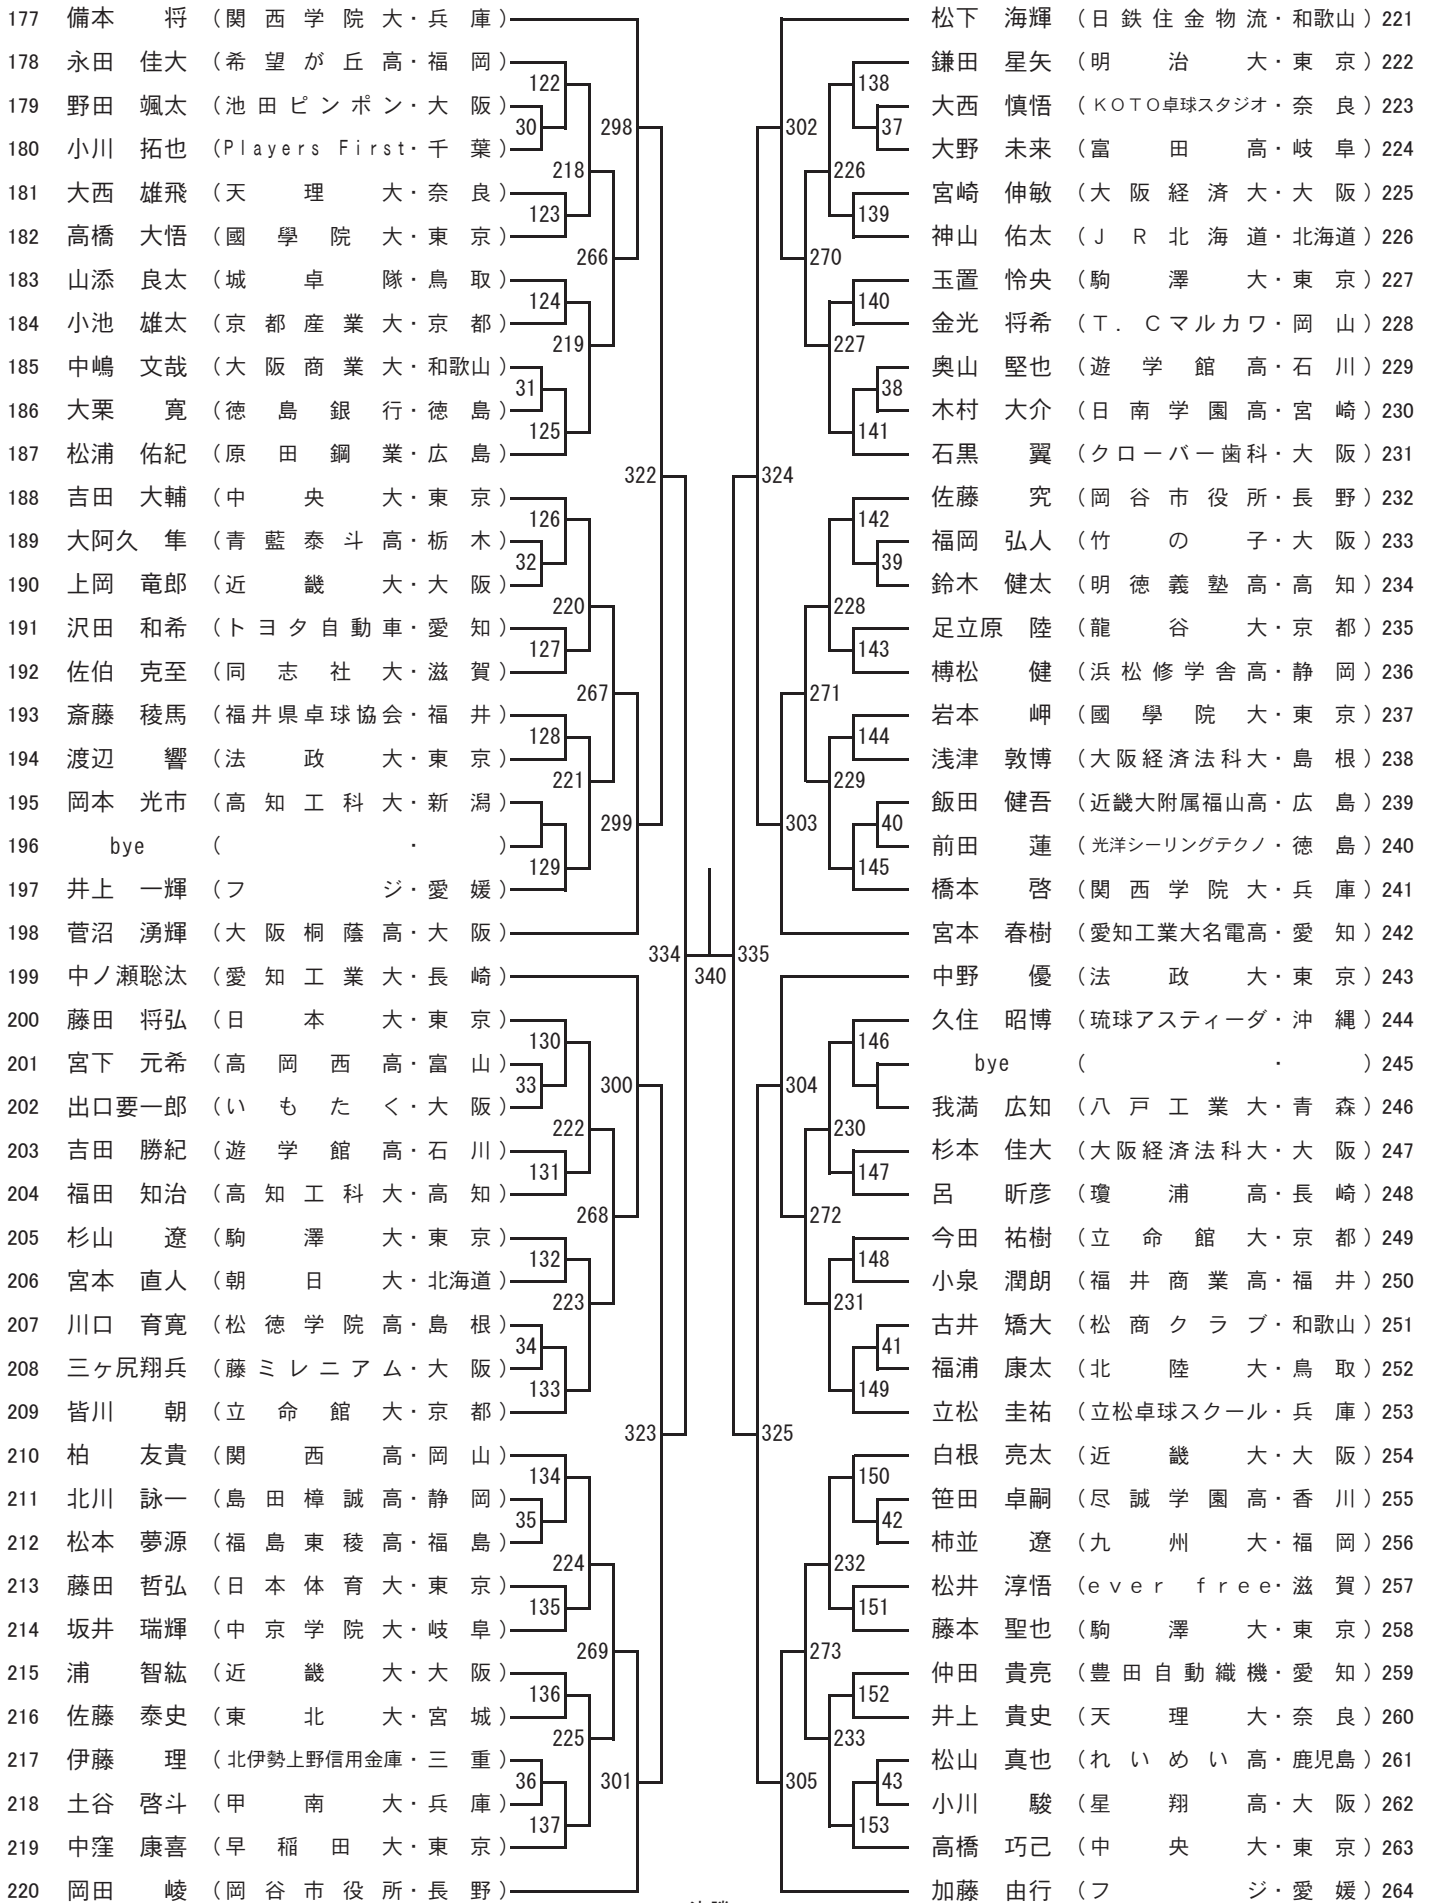 177 備本 将 (関西学院大・兵庫)
178 永田 佳大 (希望が丘高・福岡)
179 野田 颯太 (池田ピンポン・大阪)
180 小川 拓也 (Players First・千葉)
181 大西 雄飛 (天理大・奈良)
182 高橋 大悟 (國學院大・東京)
183 山添 良太 (城卓隊・鳥取)
184 小池 雄太 (京都産業大・京都)
185 中嶋 文哉 (大阪商業大・和歌山)
186 大栗 寛 (徳島銀行・徳島)
187 松浦 佑紀 (原田鋼業・広島)
188 吉田 大輔 (中央大・東京)
189 大阿久 隼 (青藍泰斗高・栃木)
190 上岡 竜郎 (近畿大・大阪)
191 沢田 和希 (トヨタ自動車・愛知)
192 佐伯 克至 (同志社大・滋賀)
193 斎藤 稜馬 (福井県卓球協会・福井)
194 渡辺 響 (法政大・東京)
195 岡本 光市 (高知工科大・新潟)
196 bye ( ・ )
197 井上 一輝 (フジ・愛媛)
198 菅沼 湧輝 (大阪桐蔭高・大阪)
199 中ノ瀬聡汰 (愛知工業大・長崎)
200 藤田 将弘 (日本大・東京)
201 宮下 元希 (高岡西高・富山)
202 出口要一郎 (いもたく・大阪)
203 吉田 勝紀 (遊学館高・石川)
204 福田 知治 (高知工科大・高知)
205 杉山 遼 (駒澤大・東京)
206 宮本 直人 (朝日大・北海道)
207 川口 育寛 (松徳学院高・島根)
208 三ヶ尻翔兵 (藤ミレニアム・大阪)
209 皆川 朝 (立命館大・京都)
210 柏 友貴 (関西高・岡山)
211 北川 詠一 (島田樟誠高・静岡)
212 松本 夢源 (福島東稜高・福島)
213 藤田 哲弘 (日本体育大・東京)
214 坂井 瑞輝 (中京学院大・岐阜)
215 浦 智紘 (近畿大・大阪)
216 佐藤 泰史 (東北大・宮城)
217 伊藤 理 (北伊勢上野信用金庫・三重)
218 土谷 啓斗 (甲南大・兵庫)
219 中窪 康喜 (早稲田大・東京)
220 岡田 崚 (岡谷市役所・長野)
30
31
32
33
34
35
36
122
123
124
125
126
127
128
129
130
131
132
133
134
135
136
137
218
219
220
221
222
223
224
225
266
267
268
269
298
299
300
301
322
323
334
340
335
324
325
302
303
304
305
270
271
272
273
226
227
228
229
230
231
232
233
138
139
140
141
142
143
144
145
146
147
148
149
150
151
152
153
37
38
39
40
41
42
43
松下 海輝 (日鉄住金物流・和歌山) 221
鎌田 星矢 (明治大・東京) 222
大西 慎悟 (KOTO卓球スタジオ・奈良) 223
大野 未来 (富田高・岐阜) 224
宮崎 伸敏 (大阪経済大・大阪) 225
神山 佑太 (JR北海道・北海道) 226
玉置 怜央 (駒澤大・東京) 227
金光 将希 (T.Cマルカワ・岡山) 228
奥山 堅也 (遊学館高・石川) 229
木村 大介 (日南学園高・宮崎) 230
石黒 翼 (クローバー歯科・大阪) 231
佐藤 究 (岡谷市役所・長野) 232
福岡 弘人 (竹の子・大阪) 233
鈴木 健太 (明徳義塾高・高知) 234
足立原 陸 (龍谷大・京都) 235
榑松 健 (浜松修学舎高・静岡) 236
岩本 岬 (國學院大・東京) 237
浅津 敦博 (大阪経済法科大・島根) 238
飯田 健吾 (近畿大附属福山高・広島) 239
前田 蓮 (光洋シーリングテクノ・徳島) 240
橋本 啓 (関西学院大・兵庫) 241
宮本 春樹 (愛知工業大名電高・愛知) 242
中野 優 (法政大・東京) 243
久住 昭博 (琉球アスティーダ・沖縄) 244
bye ( ・ ) 245
我満 広知 (八戸工業大・青森) 246
杉本 佳大 (大阪経済法科大・大阪) 247
呂 昕彦 (瓊浦高・長崎) 248
今田 祐樹 (立命館大・京都) 249
小泉 潤朗 (福井商業高・福井) 250
古井 矯大 (松商クラブ・和歌山) 251
福浦 康太 (北陸大・鳥取) 252
立松 圭祐 (立松卓球スクール・兵庫) 253
白根 亮太 (近畿大・大阪) 254
笹田 卓嗣 (尽誠学園高・香川) 255
柿並 遼 (九州大・福岡) 256
松井 淳悟 (ever free・滋賀) 257
藤本 聖也 (駒澤大・東京) 258
仲田 貴亮 (豊田自動織機・愛知) 259
井上 貴史 (天理大・奈良) 260
松山 真也 (れいめい高・鹿児島) 261
小川 駿 (星翔高・大阪) 262
高橋 巧己 (中央大・東京) 263
加藤 由行 (フジ・愛媛) 264